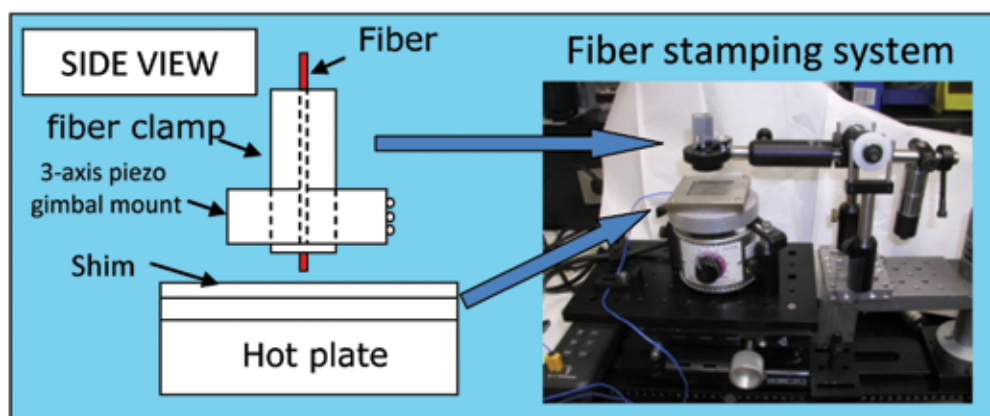 SIDE VIEW
Fiber
Fiber stamping system
fiber clamp
3-axis piezo
gimbal mount
Shim
Hot plate